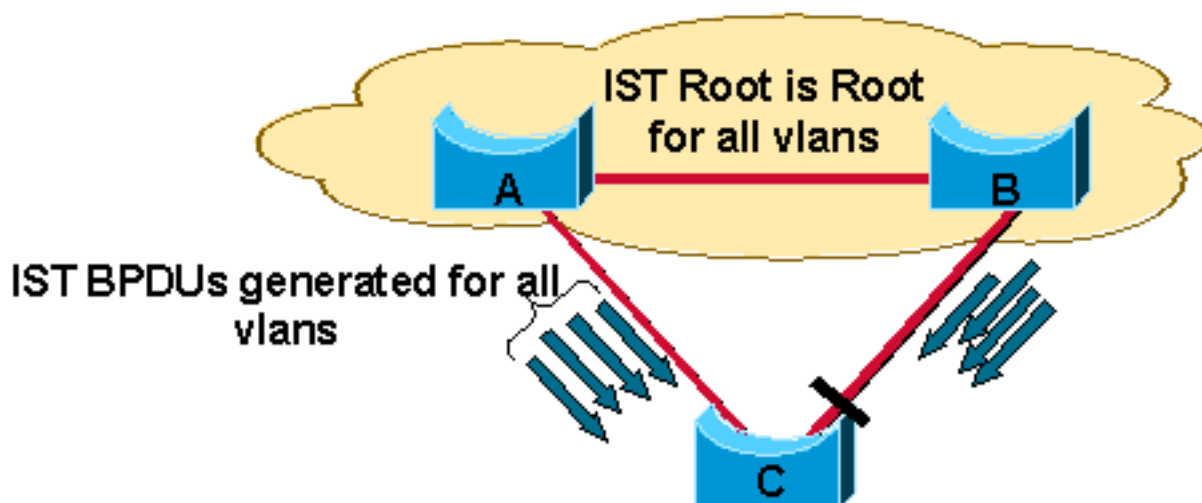 IST Root is Root
for all vlans
A
B
IST BPDUs generated for all
vlans
C